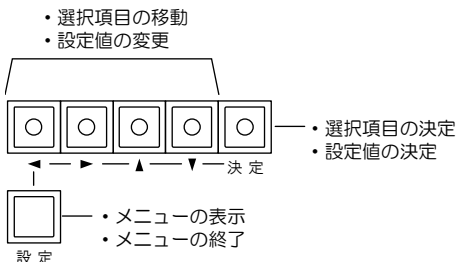 ・選択項目の移動
・設定値の変更
・選択項目の決定
・設定値の決定
決 定
・メニューの表示
・メニューの終了
設 定